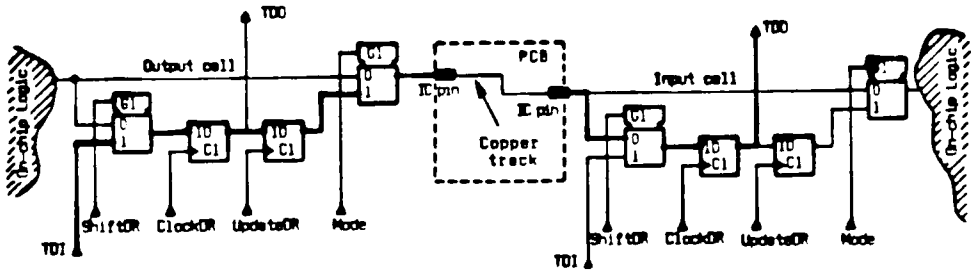 TDO
TDO
G1
PCB
G1
On-chip Logic
Output cell
0
1
IC pin
Input cell
0
1
On-chip Logic
G1
0
1
1D
C1
1D
C1
Copper
track
IC pin
G1
0
1
1D
C1
1D
C1
ShiftDR
ClockDR
UpdateDR
Mode
TDI
ShiftDR
ClockDR
UpdateDR
Mode
TDI